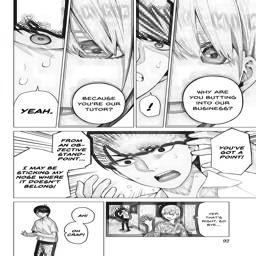 WHY ARE
YOU BUTTING
INTO OUR
BUSINESS?
!
BECAUSE
YOU'RE OUR
TUTOR?
YEAH.
YOU'VE
GOT A
POINT!
FROM
AN OB-
JECTIVE
STAND-
POINT...
I MAY BE
STICKING MY
NOSE WHERE
IT DOESN'T
BELONG!
92
YEP,
THAT'S
RIGHT, SO
BYE...
AH!
OH
CRAP!